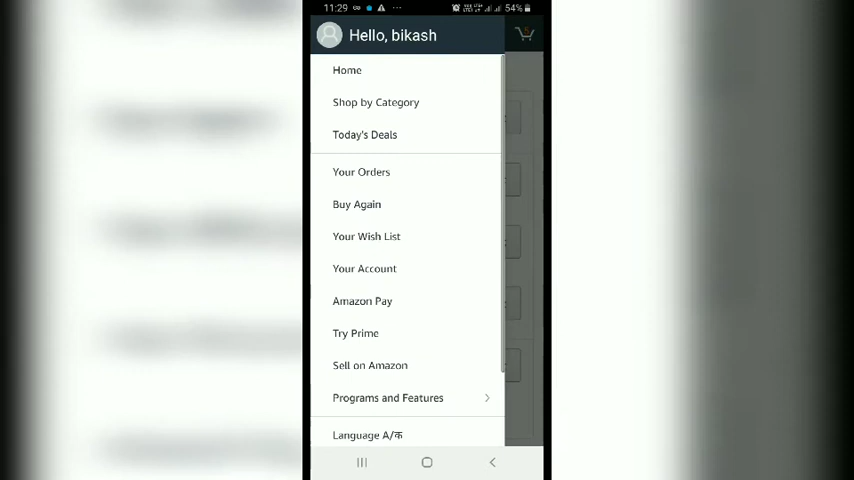 11:29 54%
Hello, bikash
Home
Shop by Category
Today's Deals
Your Orders
Buy Again
Your Wish List
Your Account
Amazon Pay
Try Prime
Sell on Amazon
Programs and Features
Language A/क